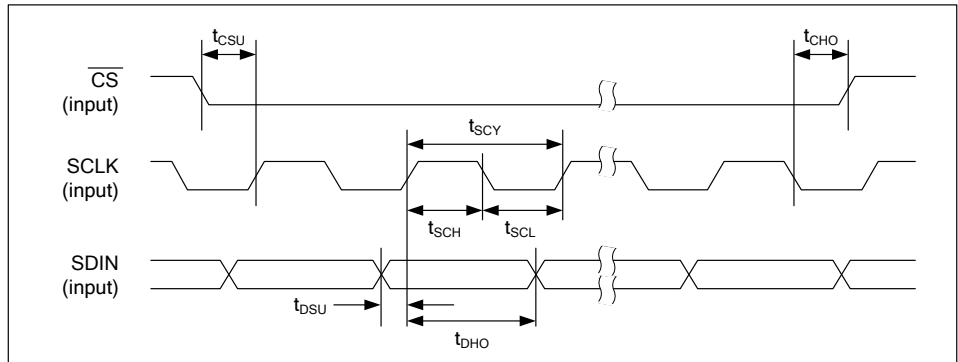 tCSU
tCHO
CS
(input)
tSCY
SCLK
(input)
tSCH
tSCL
SDIN
(input)
tDSU
tDHO